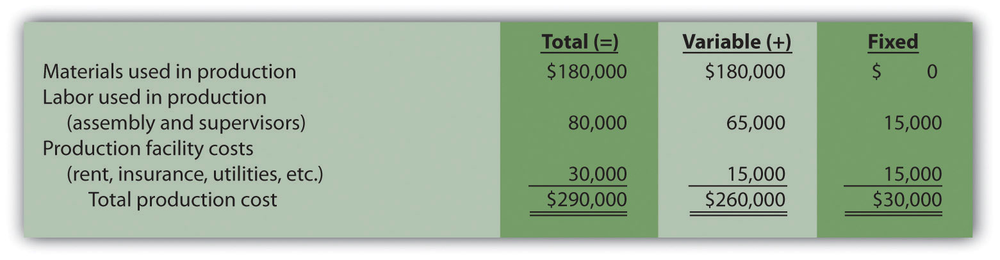 Total (=) Variable (+) Fixed
Materials used in production $180,000 $180,000 $ 0
Labor used in production
(assembly and supervisors) 80,000 65,000 15,000
Production facility costs
(rent, insurance, utilities, etc.) 30,000 15,000 15,000
Total production cost $290,000 $260,000 $30,000